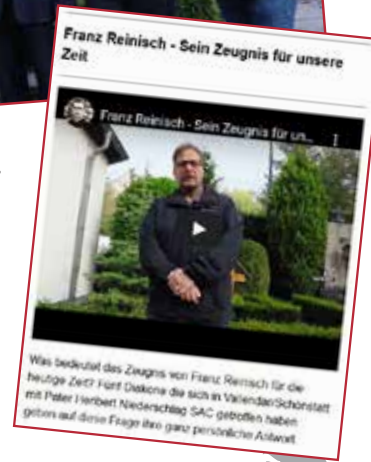 Franz Reinisch - Sein Zeugnis für unsere
Zeit
Franz Reinisch - Sein Zeugnis für un...
Was bedeutet das Zeugnis von Franz Reinisch für die
heutige Zeit? Fünf Diakone die sich in Vallendar/Schönstatt
mit Pater Heribert Niederschlag SAC getroffen haben
geben auf diese Frage ihre ganz persönliche Antwort.